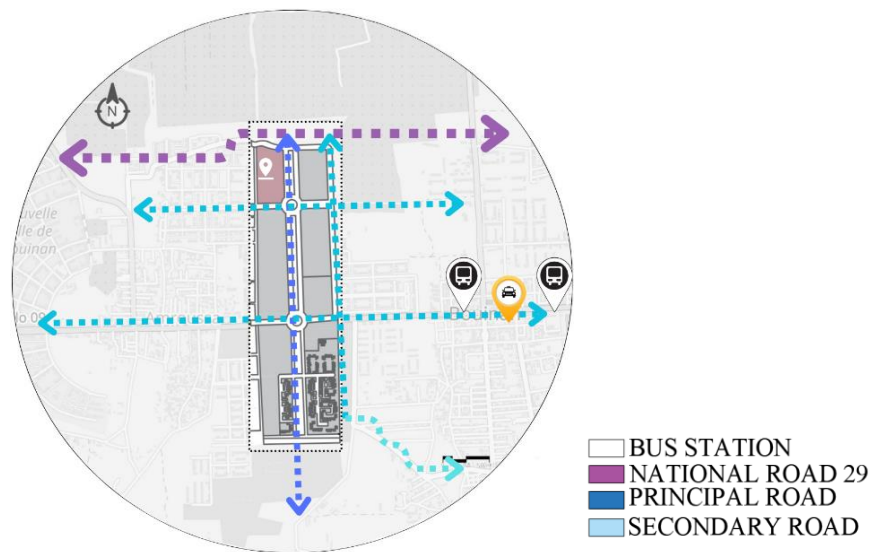 N
BUS STATION
NATIONAL ROAD 29
PRINCIPAL ROAD
SECONDARY ROAD